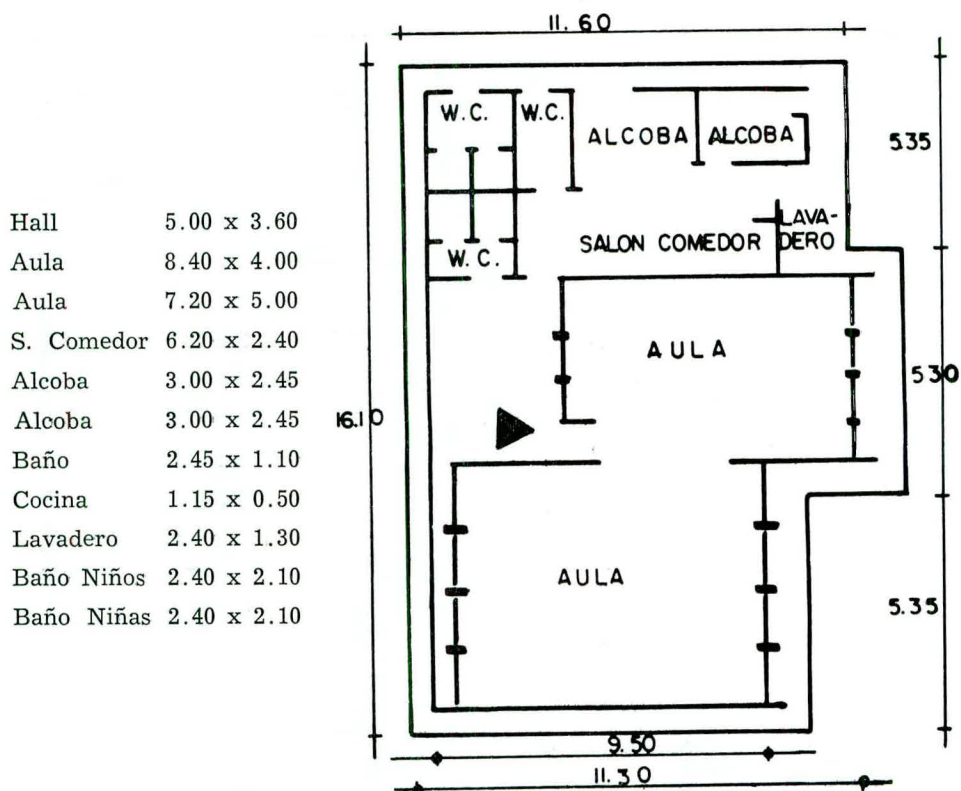 Hall 5.00 x 3.60
Aula 8.40 x 4.00
Aula 7.20 x 5.00
S. Comedor 6.20 x 2.40
Alcoba 3.00 x 2.45
Alcoba 3.00 x 2.45
Baño 2.45 x 1.10
Cocina 1.15 x 0.50
Lavadero 2.40 x 1.30
Baño Niños 2.40 x 2.10
Baño Niñas 2.40 x 2.10
11.60
W.C. W.C.
ALCOBA ALCOBA
5.35
LAVA-
SALON COMEDOR DERO
W.C.
AULA
5.30
16.10
AULA
5.35
9.50
11.30